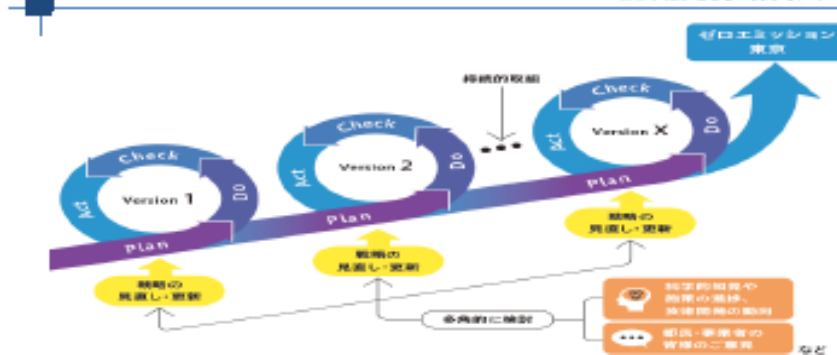 ゼロエミッション
東京
持続的取組
Check
Act
Do
Version X
Plan
Check
Act
Do
Version 2
Plan
Check
Act
Do
Version 1
Plan
戦略の
見直し・更新
戦略の
見直し・更新
戦略の
見直し・更新
多角的に検討
科学的知見や
施策の進捗、
技術開発の動向
都民・事業者の
皆様のご意見
など